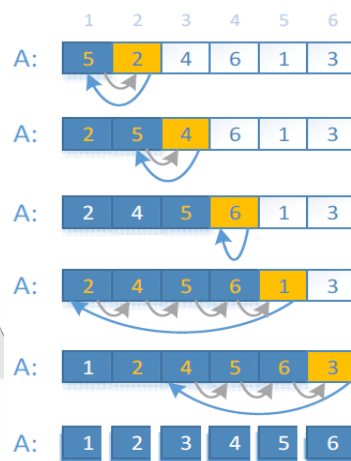 1 2 3 4 5 6
A: 5 2 4 6 1 3
A: 2 5 4 6 1 3
A: 2 4 5 6 1 3
A: 2 4 5 6 1 3
A: 1 2 4 5 6 3
A: 1 2 3 4 5 6